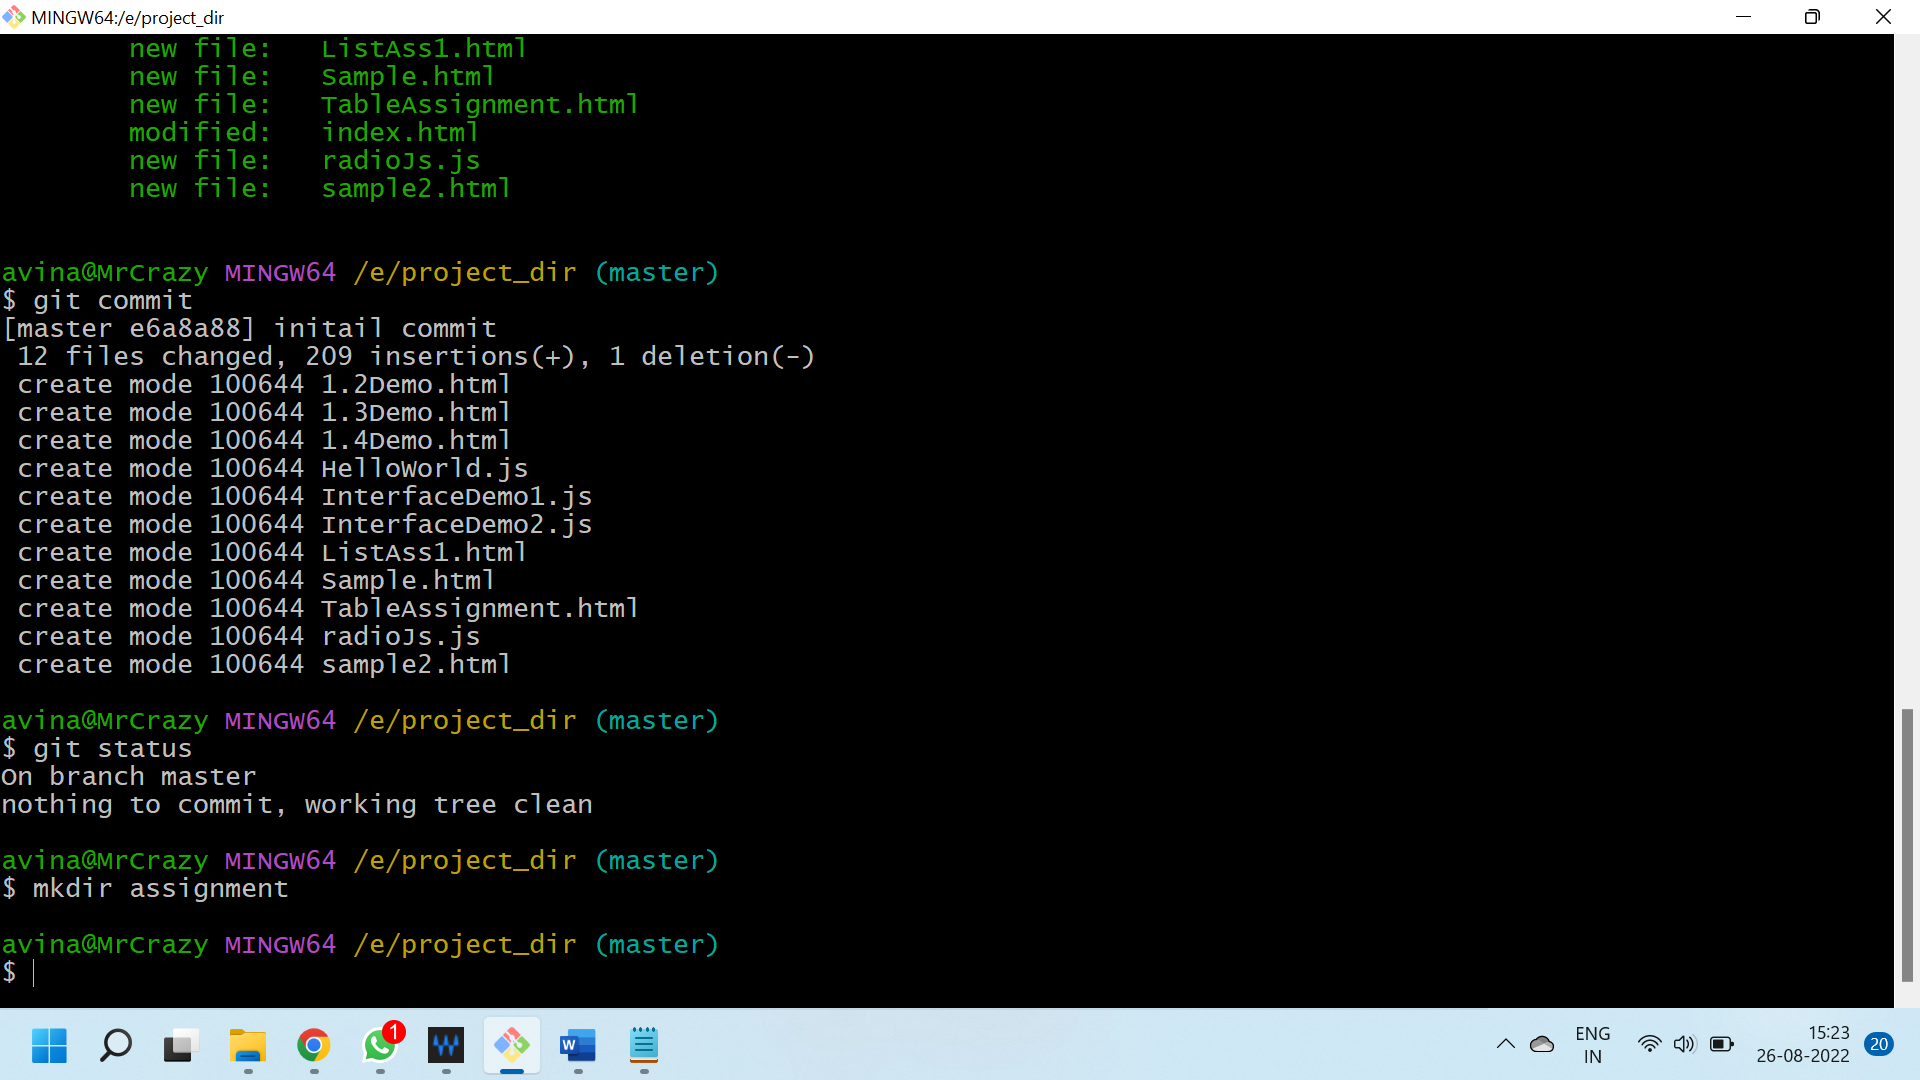 MINGW64:/e/project_dir
new file:   ListAss1.html
new file:   Sample.html
new file:   TableAssignment.html
modified:   index.html
new file:   radioJs.js
new file:   sample2.html
avina@MrCrazy MINGW64 /e/project_dir (master)
$ git commit
[master e6a8a88] initail commit
 12 files changed, 209 insertions(+), 1 deletion(-)
 create mode 100644 1.2Demo.html
 create mode 100644 1.3Demo.html
 create mode 100644 1.4Demo.html
 create mode 100644 HelloWorld.js
 create mode 100644 InterfaceDemo1.js
 create mode 100644 InterfaceDemo2.js
 create mode 100644 ListAss1.html
 create mode 100644 Sample.html
 create mode 100644 TableAssignment.html
 create mode 100644 radioJs.js
 create mode 100644 sample2.html
avina@MrCrazy MINGW64 /e/project_dir (master)
$ git status
On branch master
nothing to commit, working tree clean
avina@MrCrazy MINGW64 /e/project_dir (master)
$ mkdir assignment
avina@MrCrazy MINGW64 /e/project_dir (master)
$
1
W
ENG
IN
15:23
26-08-2022
20